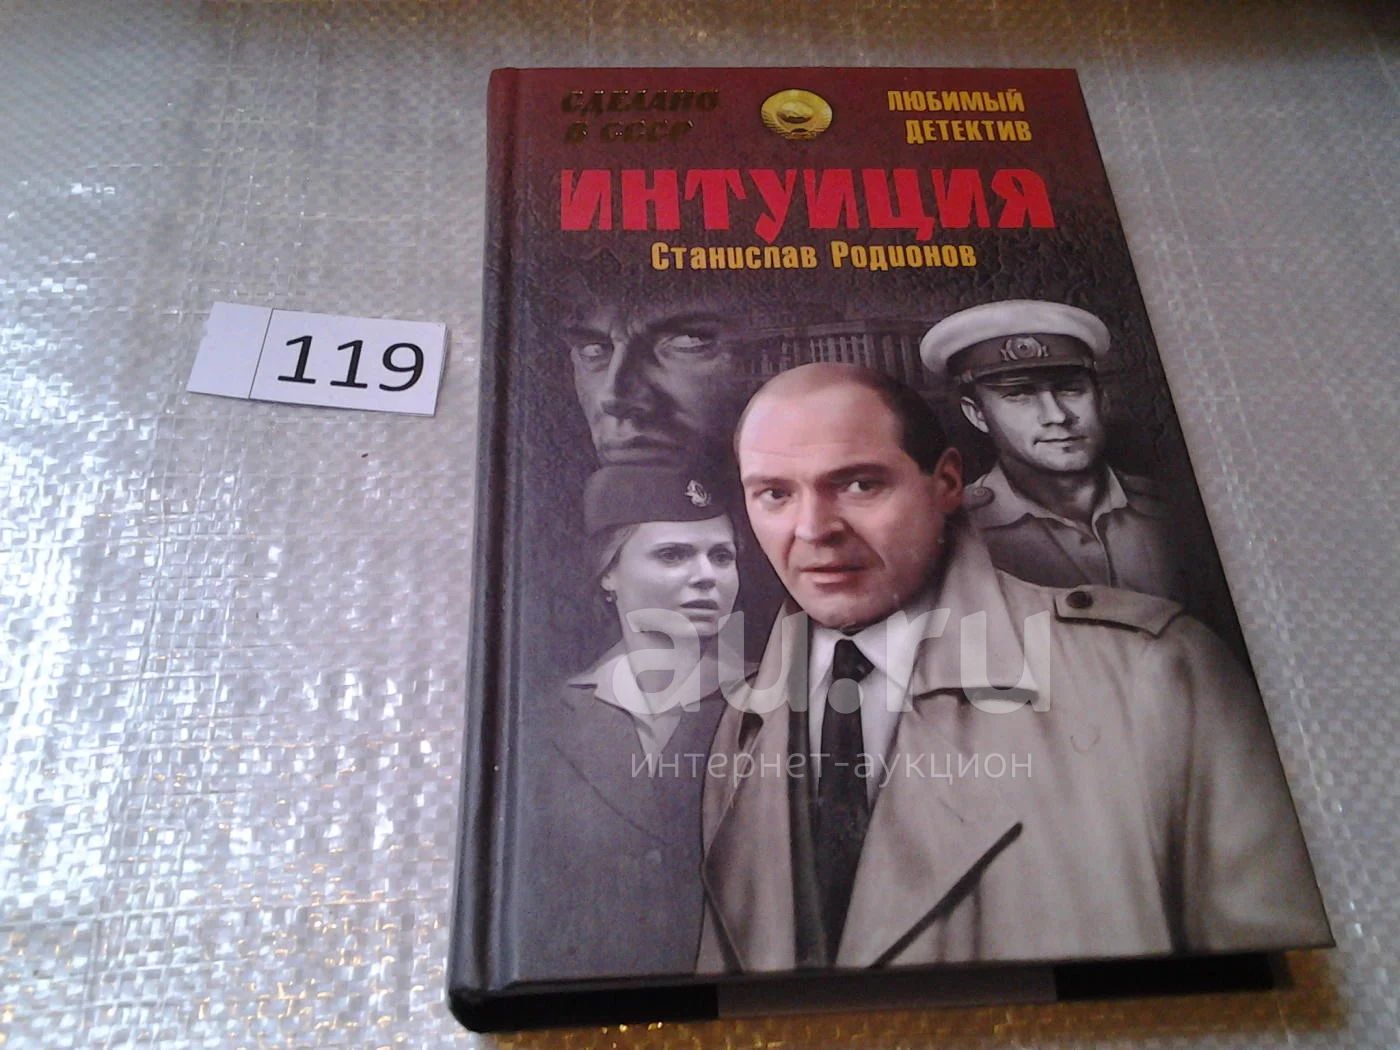 СДЕЛАНО
В СССР
ЛЮБИМЫЙ
ДЕТЕКТИВ
ИНТУИЦИЯ
Станислав Родионов
119
au.ru
интернет-аукцион